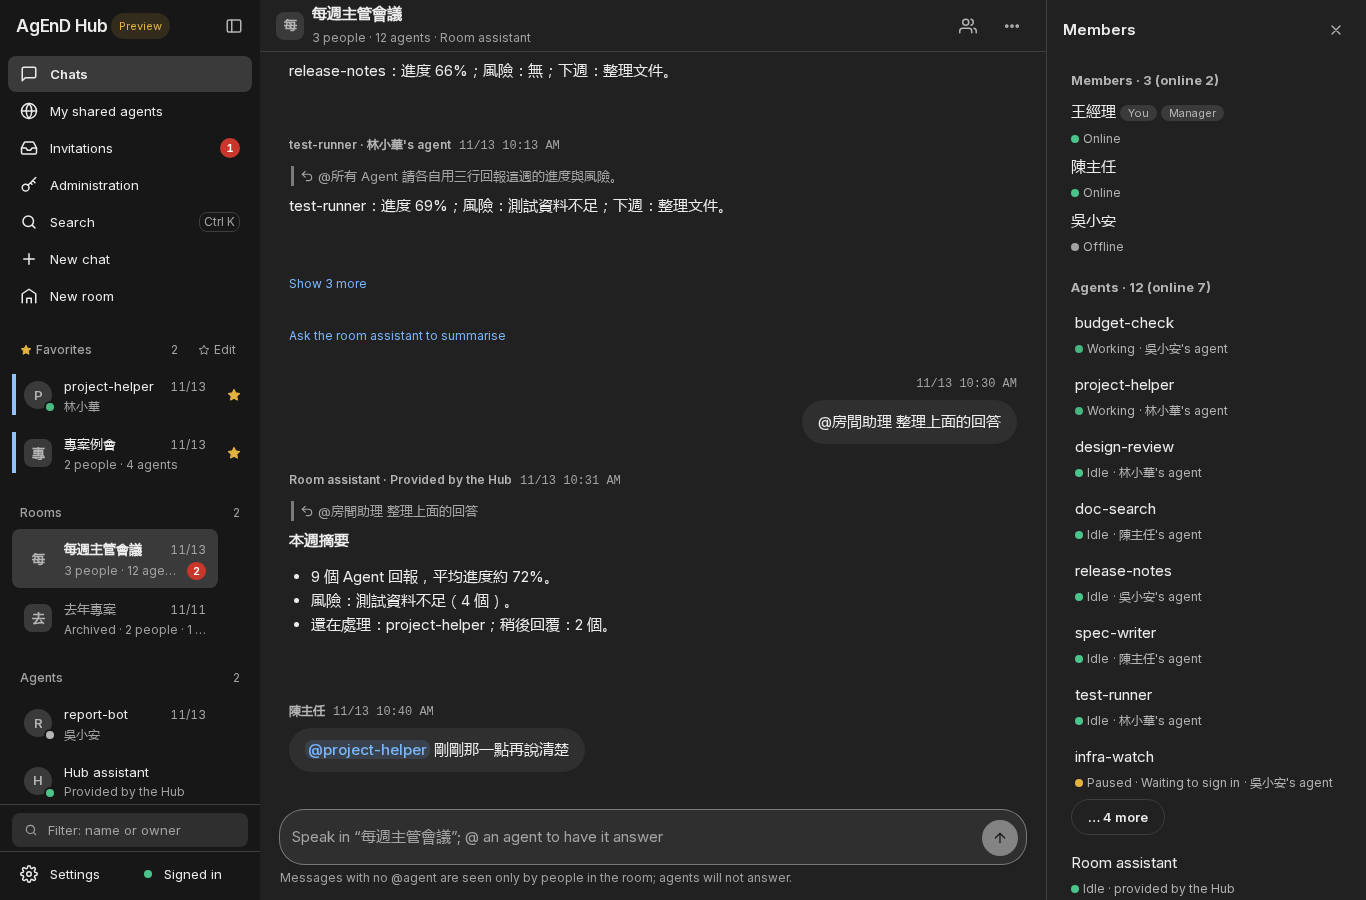 AgEnD Hub Preview
Chats
My shared agents
Invitations 1
Administration
Search Ctrl K
New chat
New room
Favorites 2 Edit
P project-helper 11/13
林小華
專 專案例會 11/13
2 people · 4 agents
Rooms 2
每 每週主管會議 11/13
3 people · 12 age… 2
去 去年專案 11/11
Archived · 2 people · 1 …
Agents 2
R report-bot 11/13
吳小安
H Hub assistant
Provided by the Hub
Filter: name or owner
Settings Signed in
每 每週主管會議
3 people · 12 agents · Room assistant
release-notes：進度 66%；風險：無；下週：整理文件。
test-runner · 林小華's agent 11/13 10:13 AM
@所有 Agent 請各自用三行回報這週的進度與風險。
test-runner：進度 69%；風險：測試資料不足；下週：整理文件。
Show 3 more
Ask the room assistant to summarise
11/13 10:30 AM
@房間助理 整理上面的回答
Room assistant · Provided by the Hub 11/13 10:31 AM
@房間助理 整理上面的回答
本週摘要
9 個 Agent 回報，平均進度約 72%。
風險：測試資料不足（4 個）。
還在處理：project-helper；稍後回覆：2 個。
陳主任 11/13 10:40 AM
@project-helper 剛剛那一點再說清楚
Speak in “每週主管會議”; @ an agent to have it answer
Messages with no @agent are seen only by people in the room; agents will not answer.
Members
Members · 3 (online 2)
王經理 You Manager
Online
陳主任
Online
吳小安
Offline
Agents · 12 (online 7)
budget-check
Working · 吳小安's agent
project-helper
Working · 林小華's agent
design-review
Idle · 林小華's agent
doc-search
Idle · 陳主任's agent
release-notes
Idle · 吳小安's agent
spec-writer
Idle · 陳主任's agent
test-runner
Idle · 林小華's agent
infra-watch
Paused · Waiting to sign in · 吳小安's agent
… 4 more
Room assistant
Idle · provided by the Hub